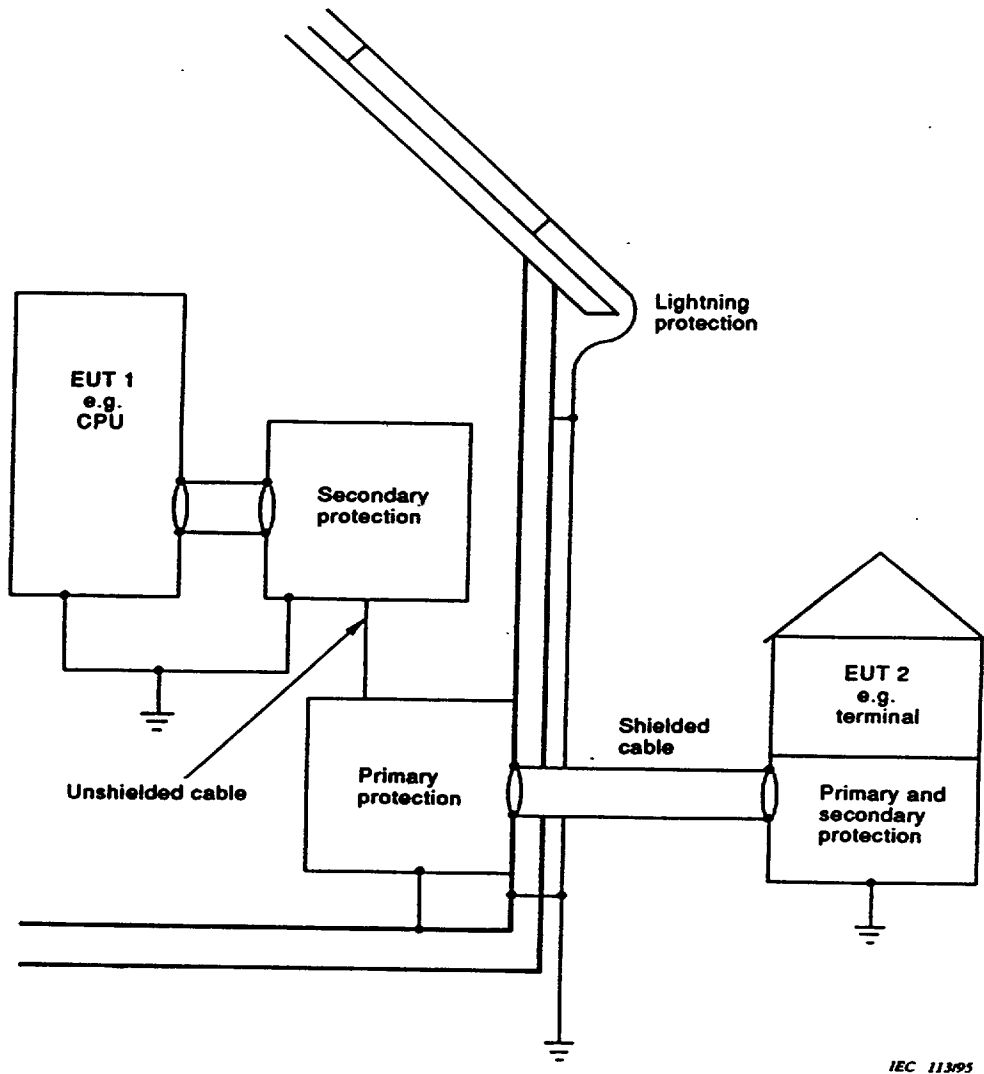 Lightning
protection
EUT 1
e.g.
CPU
Secondary
protection
EUT 2
e.g.
terminal
Shielded
cable
Unshielded cable
Primary
protection
Primary and
secondary
protection
IEC 113/95